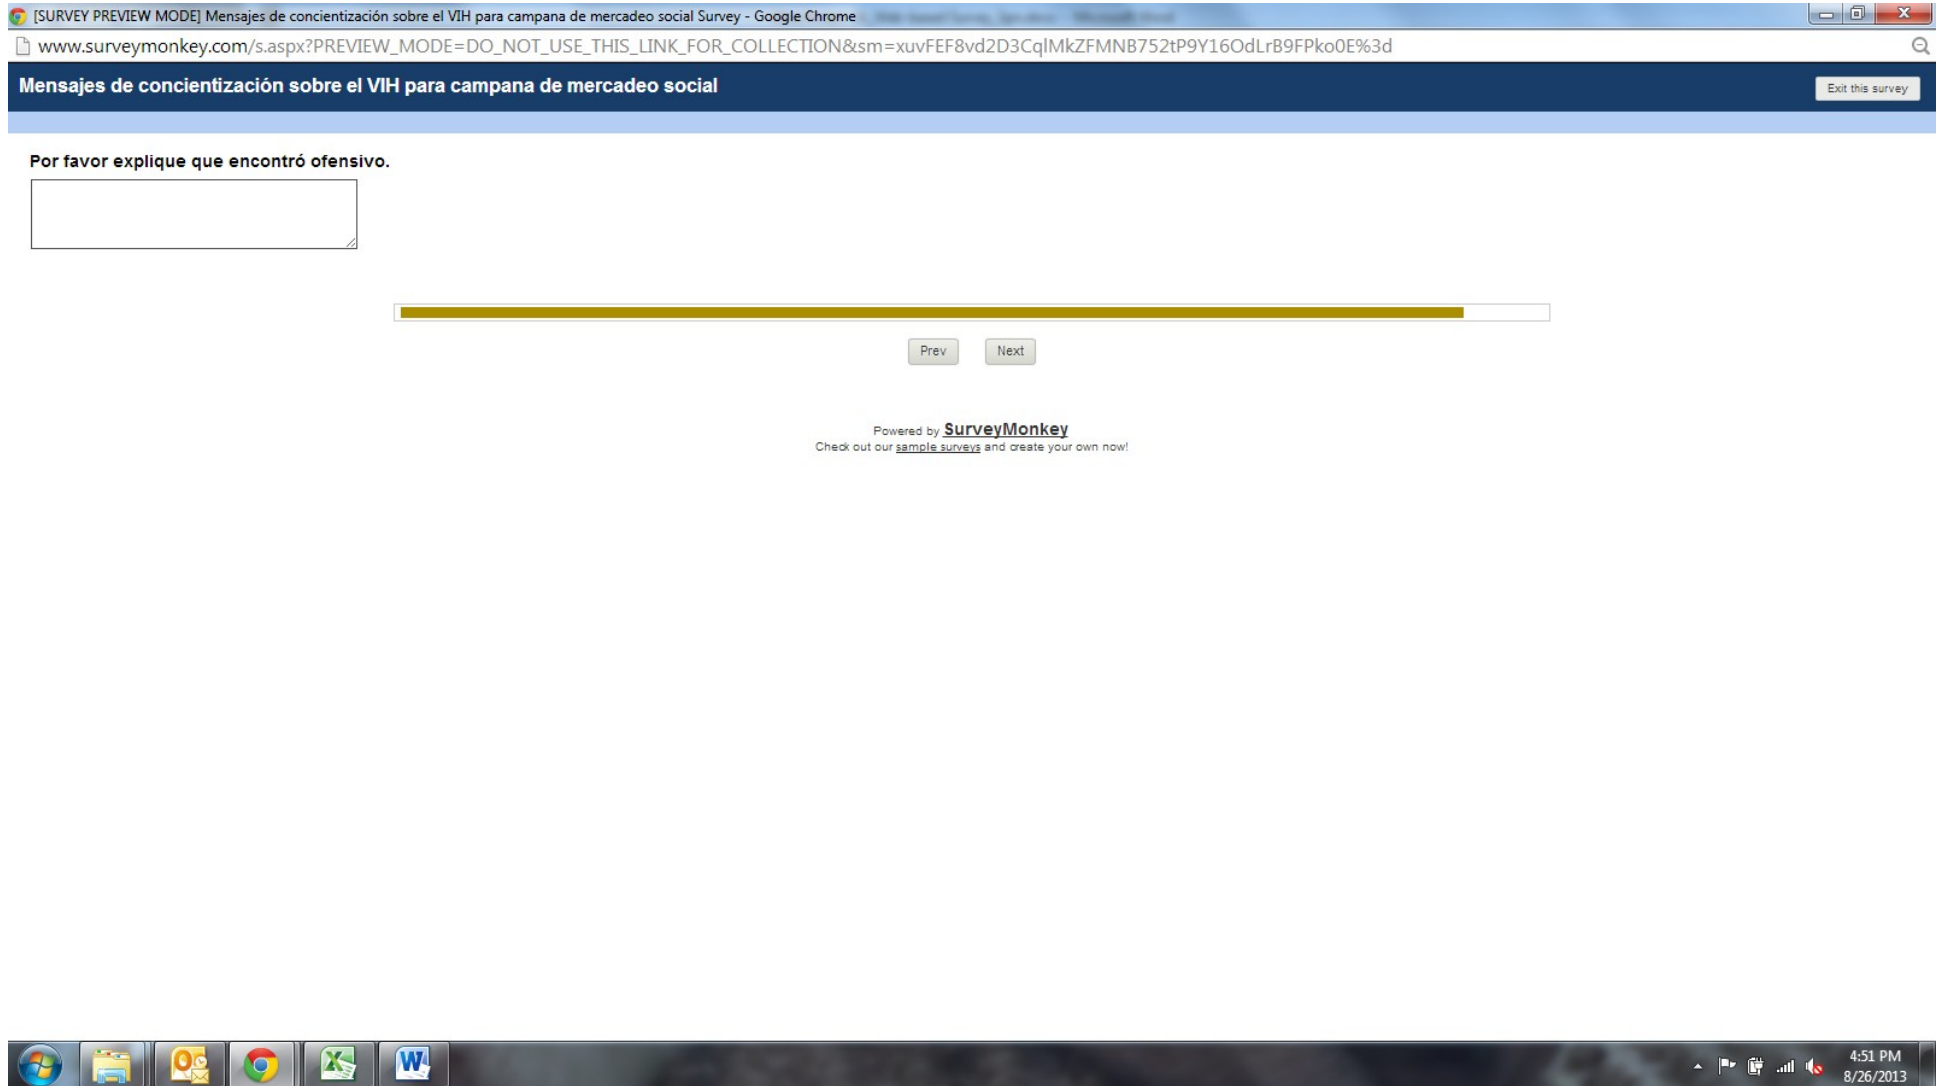 [SURVEY PREVIEW MODE] Mensajes de concientización sobre el VIH para campana de mercadeo social Survey - Google Chrome
www.surveymonkey.com/s.aspx?PREVIEW_MODE=DO_NOT_USE_THIS_LINK_FOR_COLLECTION&sm=xuvFEF8vd2D3CqlMkZFMNB752tP9Y16OdLrB9FPko0E%3d
Mensajes de concientización sobre el VIH para campana de mercadeo social
Exit this survey
Por favor explique que encontró ofensivo.
Prev Next
Powered by SurveyMonkey
Check out our sample surveys and create your own now!
4:51 PM
8/26/2013